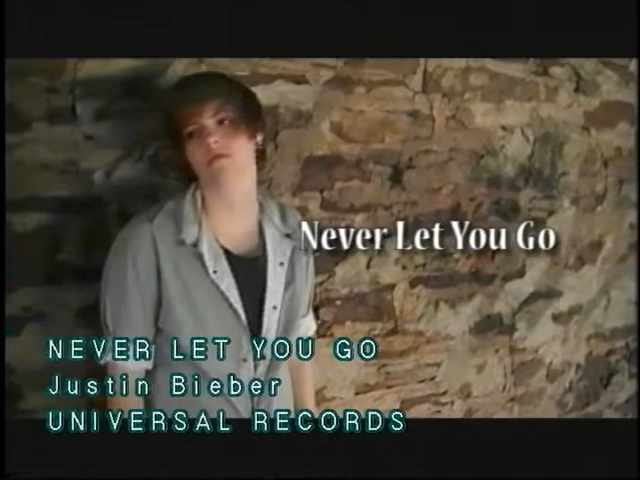 Never Let You Go
NEVER LET YOU GO
Justin Bieber
UNIVERSAL RECORDS